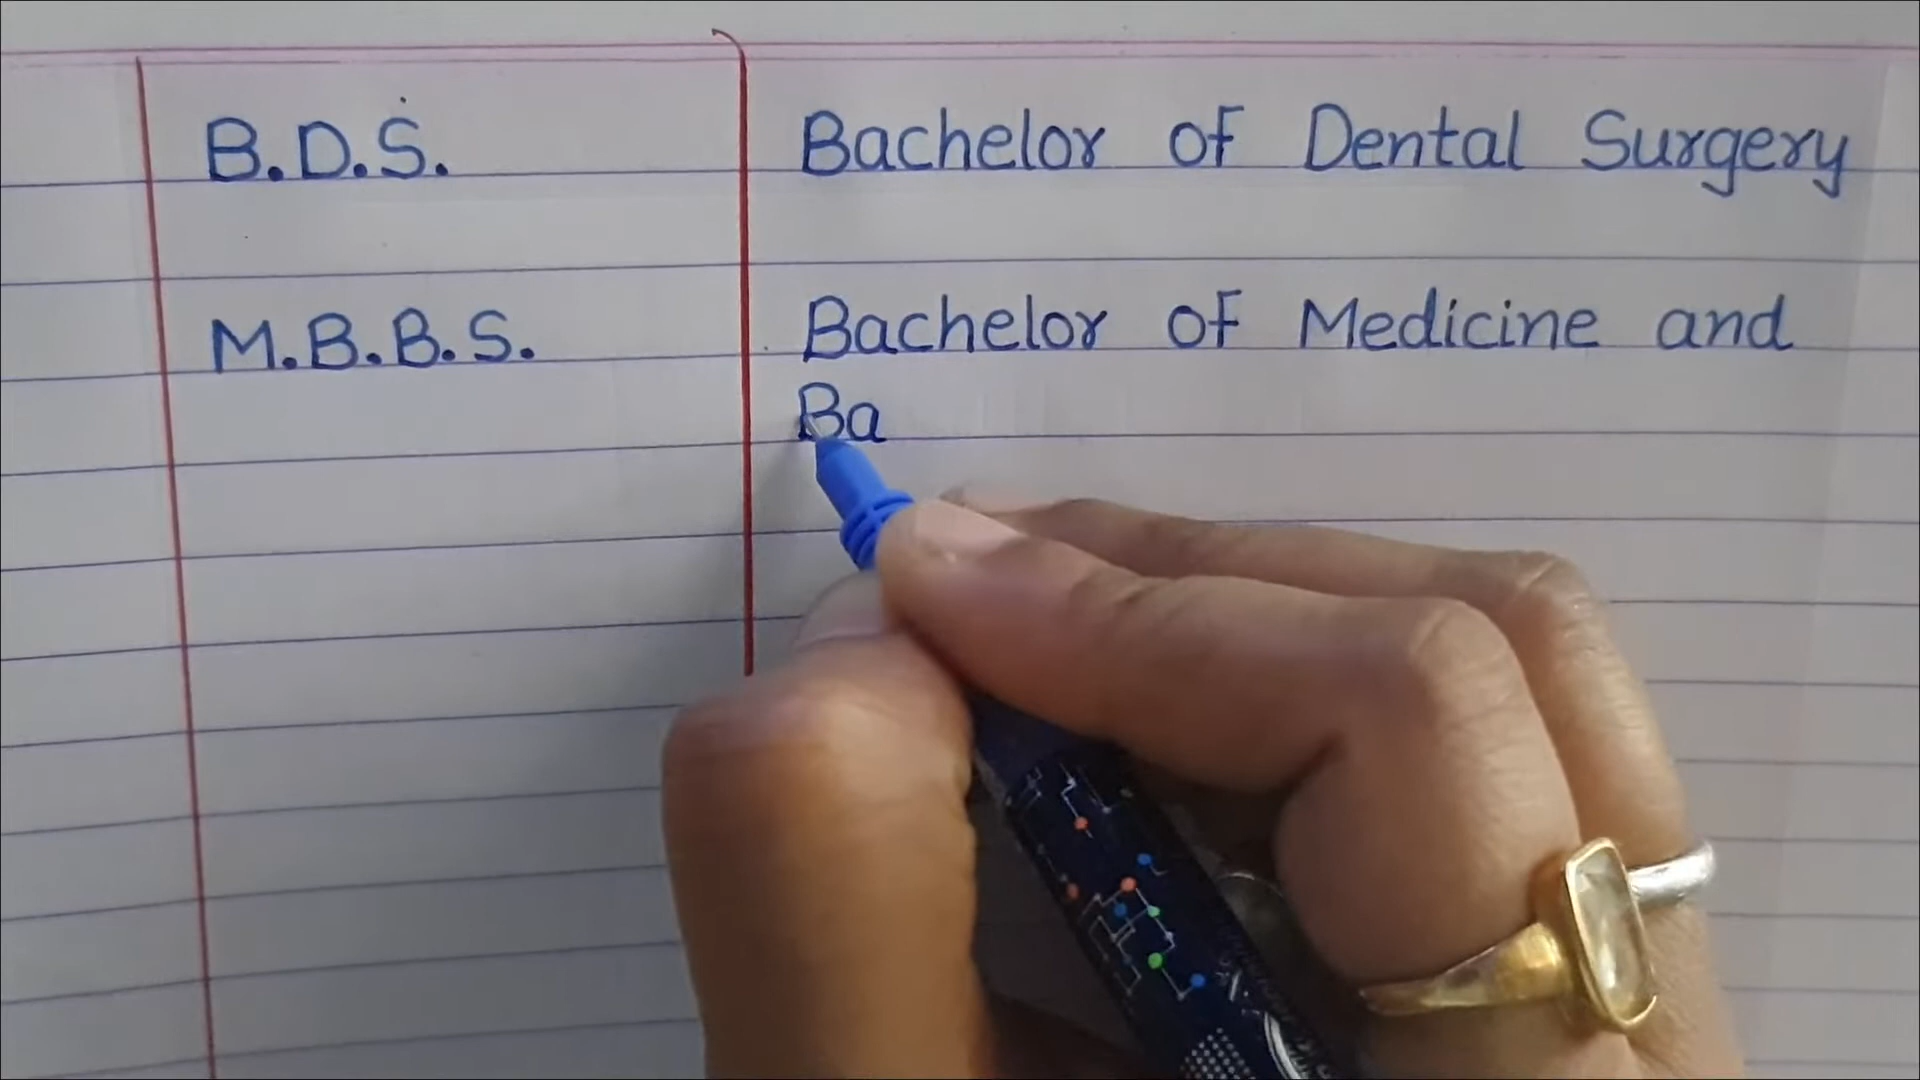 B.D.S. Bachelor of Dental Surgery
M.B.B.S. Bachelor of Medicine and
Ba